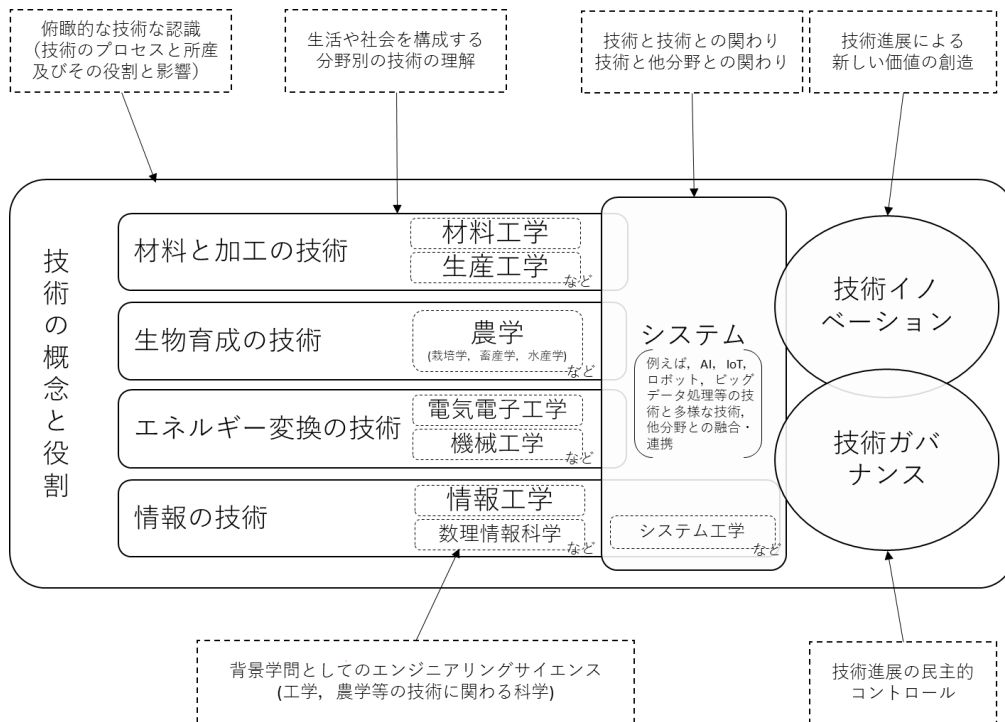 俯瞰的な技術な認識
（技術のプロセスと所産
及びその役割と影響）
生活や社会を構成する
分野別の技術の理解
技術と技術との関わり
技術と他分野との関わり
技術進展による
新しい価値の創造
技術の概念と役割
材料と加工の技術
材料工学
生産工学
など
生物育成の技術
農学
(栽培学，畜産学，水産学)
など
エネルギー変換の技術
電気電子工学
機械工学
など
情報の技術
情報工学
数理情報科学
など
システム
例えば，AI，IoT，
ロボット，ビッグ
データ処理等の技
術と多様な技術，
他分野との融合・
連携
システム工学
など
技術イノ
ベーション
技術ガバ
ナンス
背景学問としてのエンジニアリングサイエンス
(工学，農学等の技術に関わる科学)
技術進展の民主的
コントロール